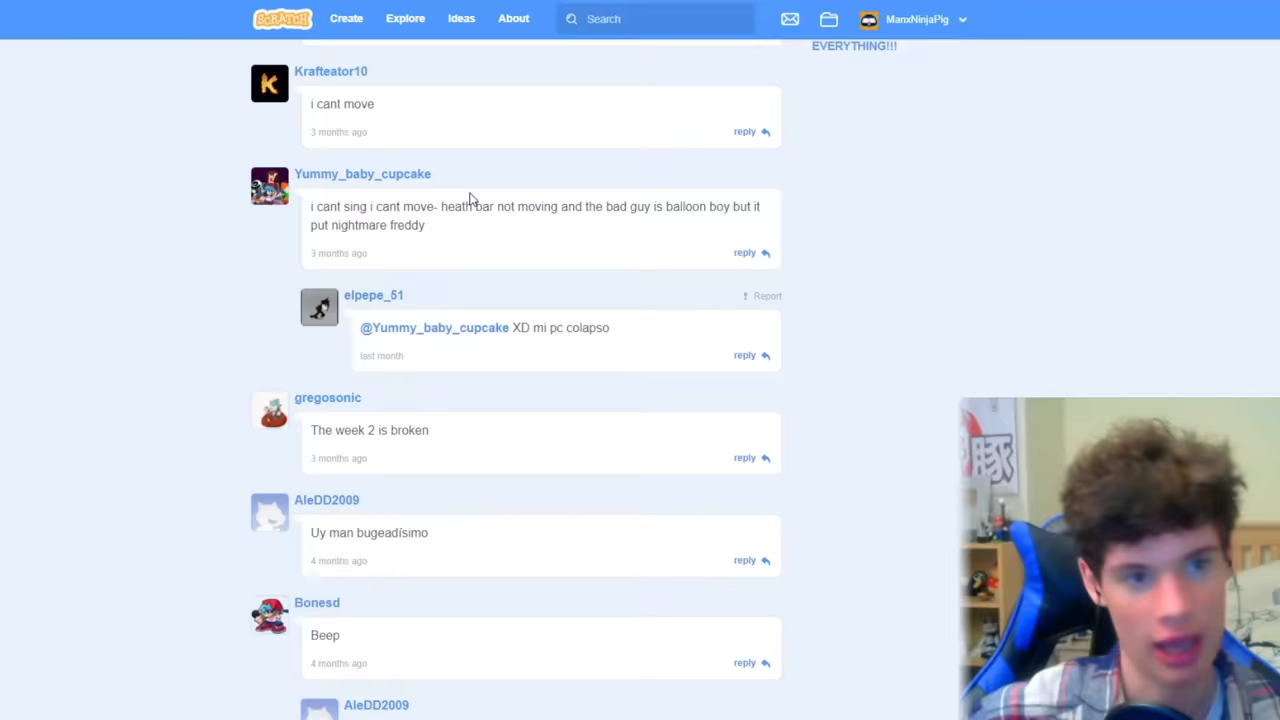 SCRATCH Create Explore Ideas About Search ManxNinjaPig
EVERYTHING!!!
Krafteator10
i cant move
3 months ago reply
Yummy_baby_cupcake
i cant sing i cant move- heath bar not moving and the bad guy is balloon boy but it
put nightmare freddy
3 months ago reply
elpepe_51 Report
@Yummy_baby_cupcake XD mi pc colapso
last month reply
gregosonic
The week 2 is broken
3 months ago reply
AleDD2009
Uy man bugeadísimo
4 months ago reply
Bonesd
Beep
4 months ago reply
AleDD2009
K
豚